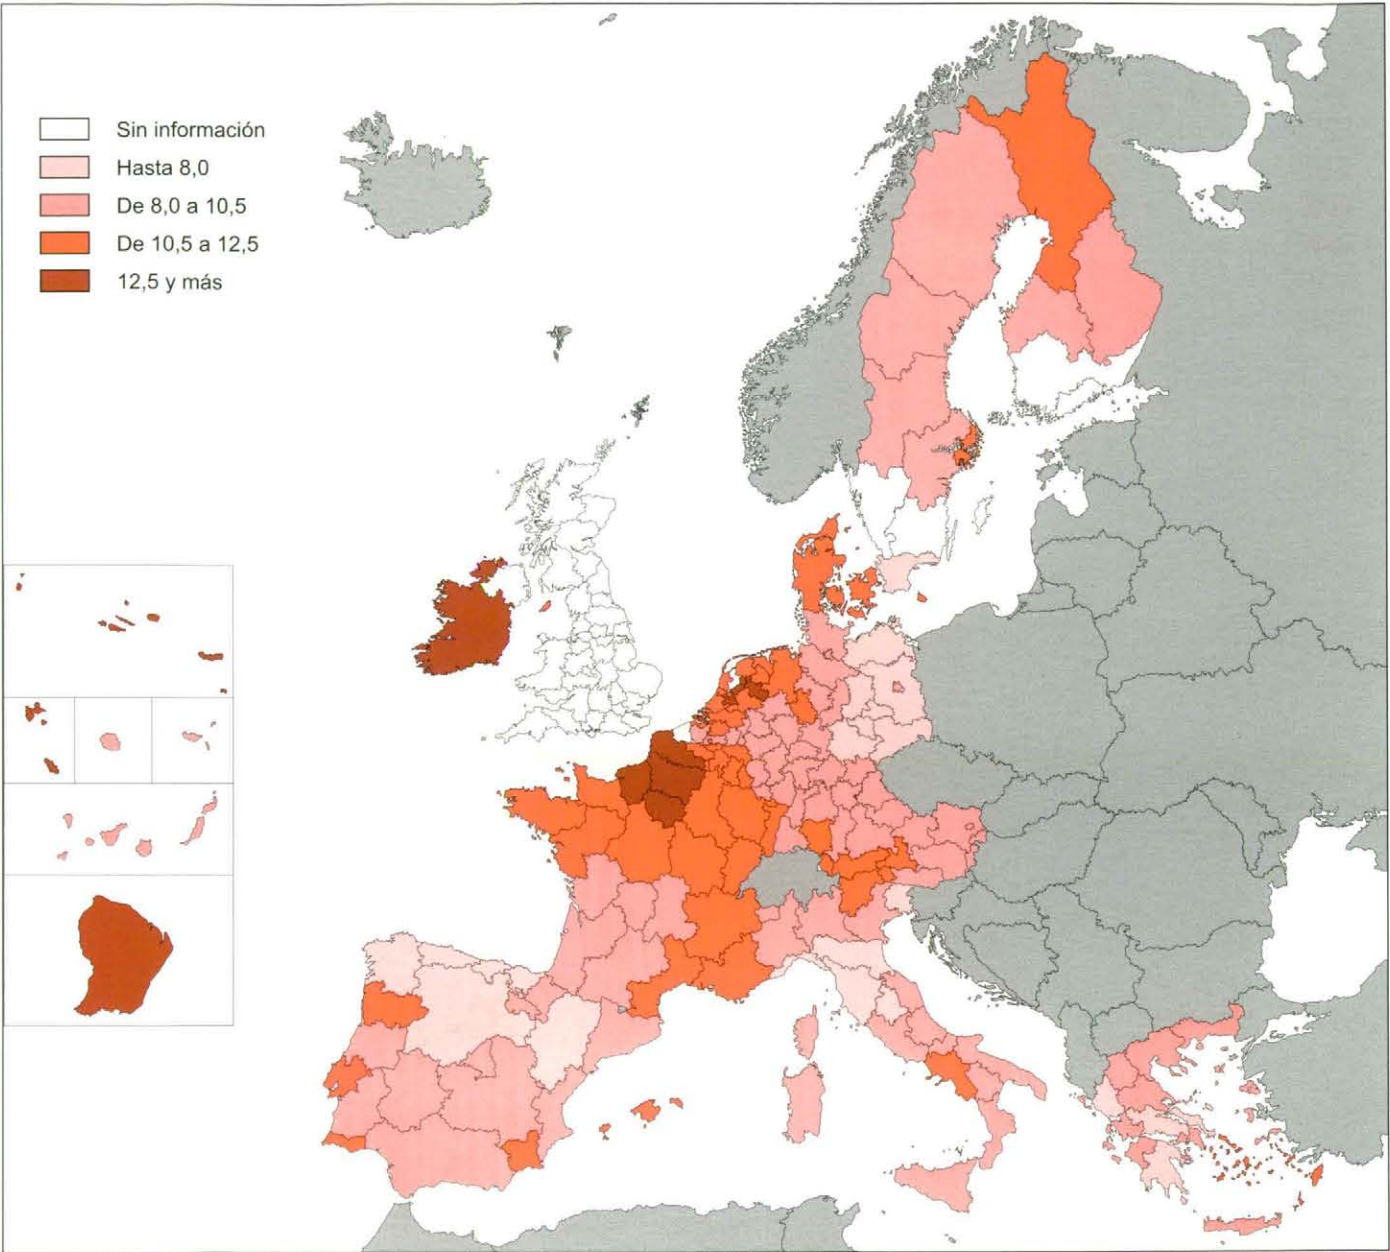 Sin información
Hasta 8,0
De 8,0 a 10,5
De 10,5 a 12,5
12,5 y más